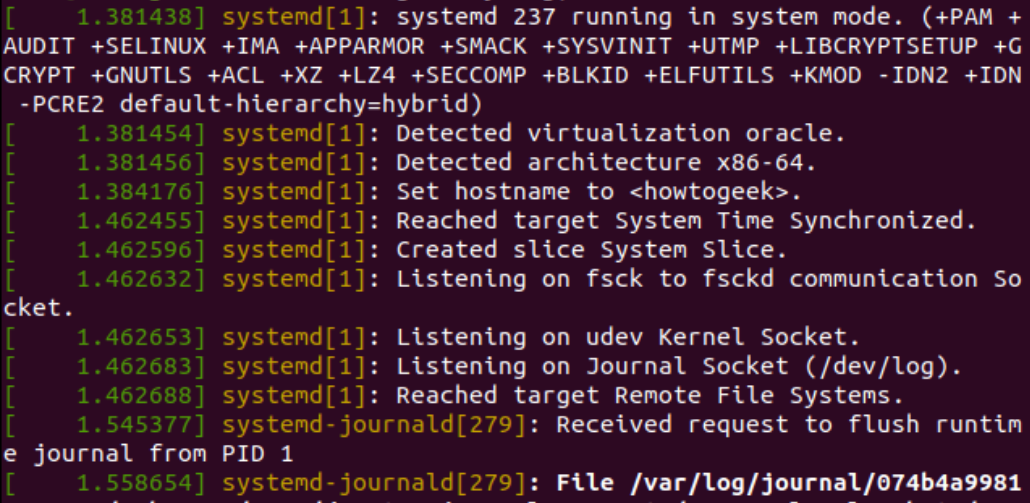 [    1.381438] systemd[1]: systemd 237 running in system mode. (+PAM +
AUDIT +SELINUX +IMA +APPARMOR +SMACK +SYSVINIT +UTMP +LIBCRYPTSETUP +G
CRYPT +GNUTLS +ACL +XZ +LZ4 +SECCOMP +BLKID +ELFUTILS +KMOD -IDN2 +IDN
 -PCRE2 default-hierarchy=hybrid)
[    1.381454] systemd[1]: Detected virtualization oracle.
[    1.381456] systemd[1]: Detected architecture x86-64.
[    1.384176] systemd[1]: Set hostname to <howtogeek>.
[    1.462455] systemd[1]: Reached target System Time Synchronized.
[    1.462596] systemd[1]: Created slice System Slice.
[    1.462632] systemd[1]: Listening on fsck to fsckd communication So
cket.
[    1.462653] systemd[1]: Listening on udev Kernel Socket.
[    1.462683] systemd[1]: Listening on Journal Socket (/dev/log).
[    1.462688] systemd[1]: Reached target Remote File Systems.
[    1.545377] systemd-journald[279]: Received request to flush runtim
e journal from PID 1
[    1.558654] systemd-journald[279]: File /var/log/journal/074b4a9981